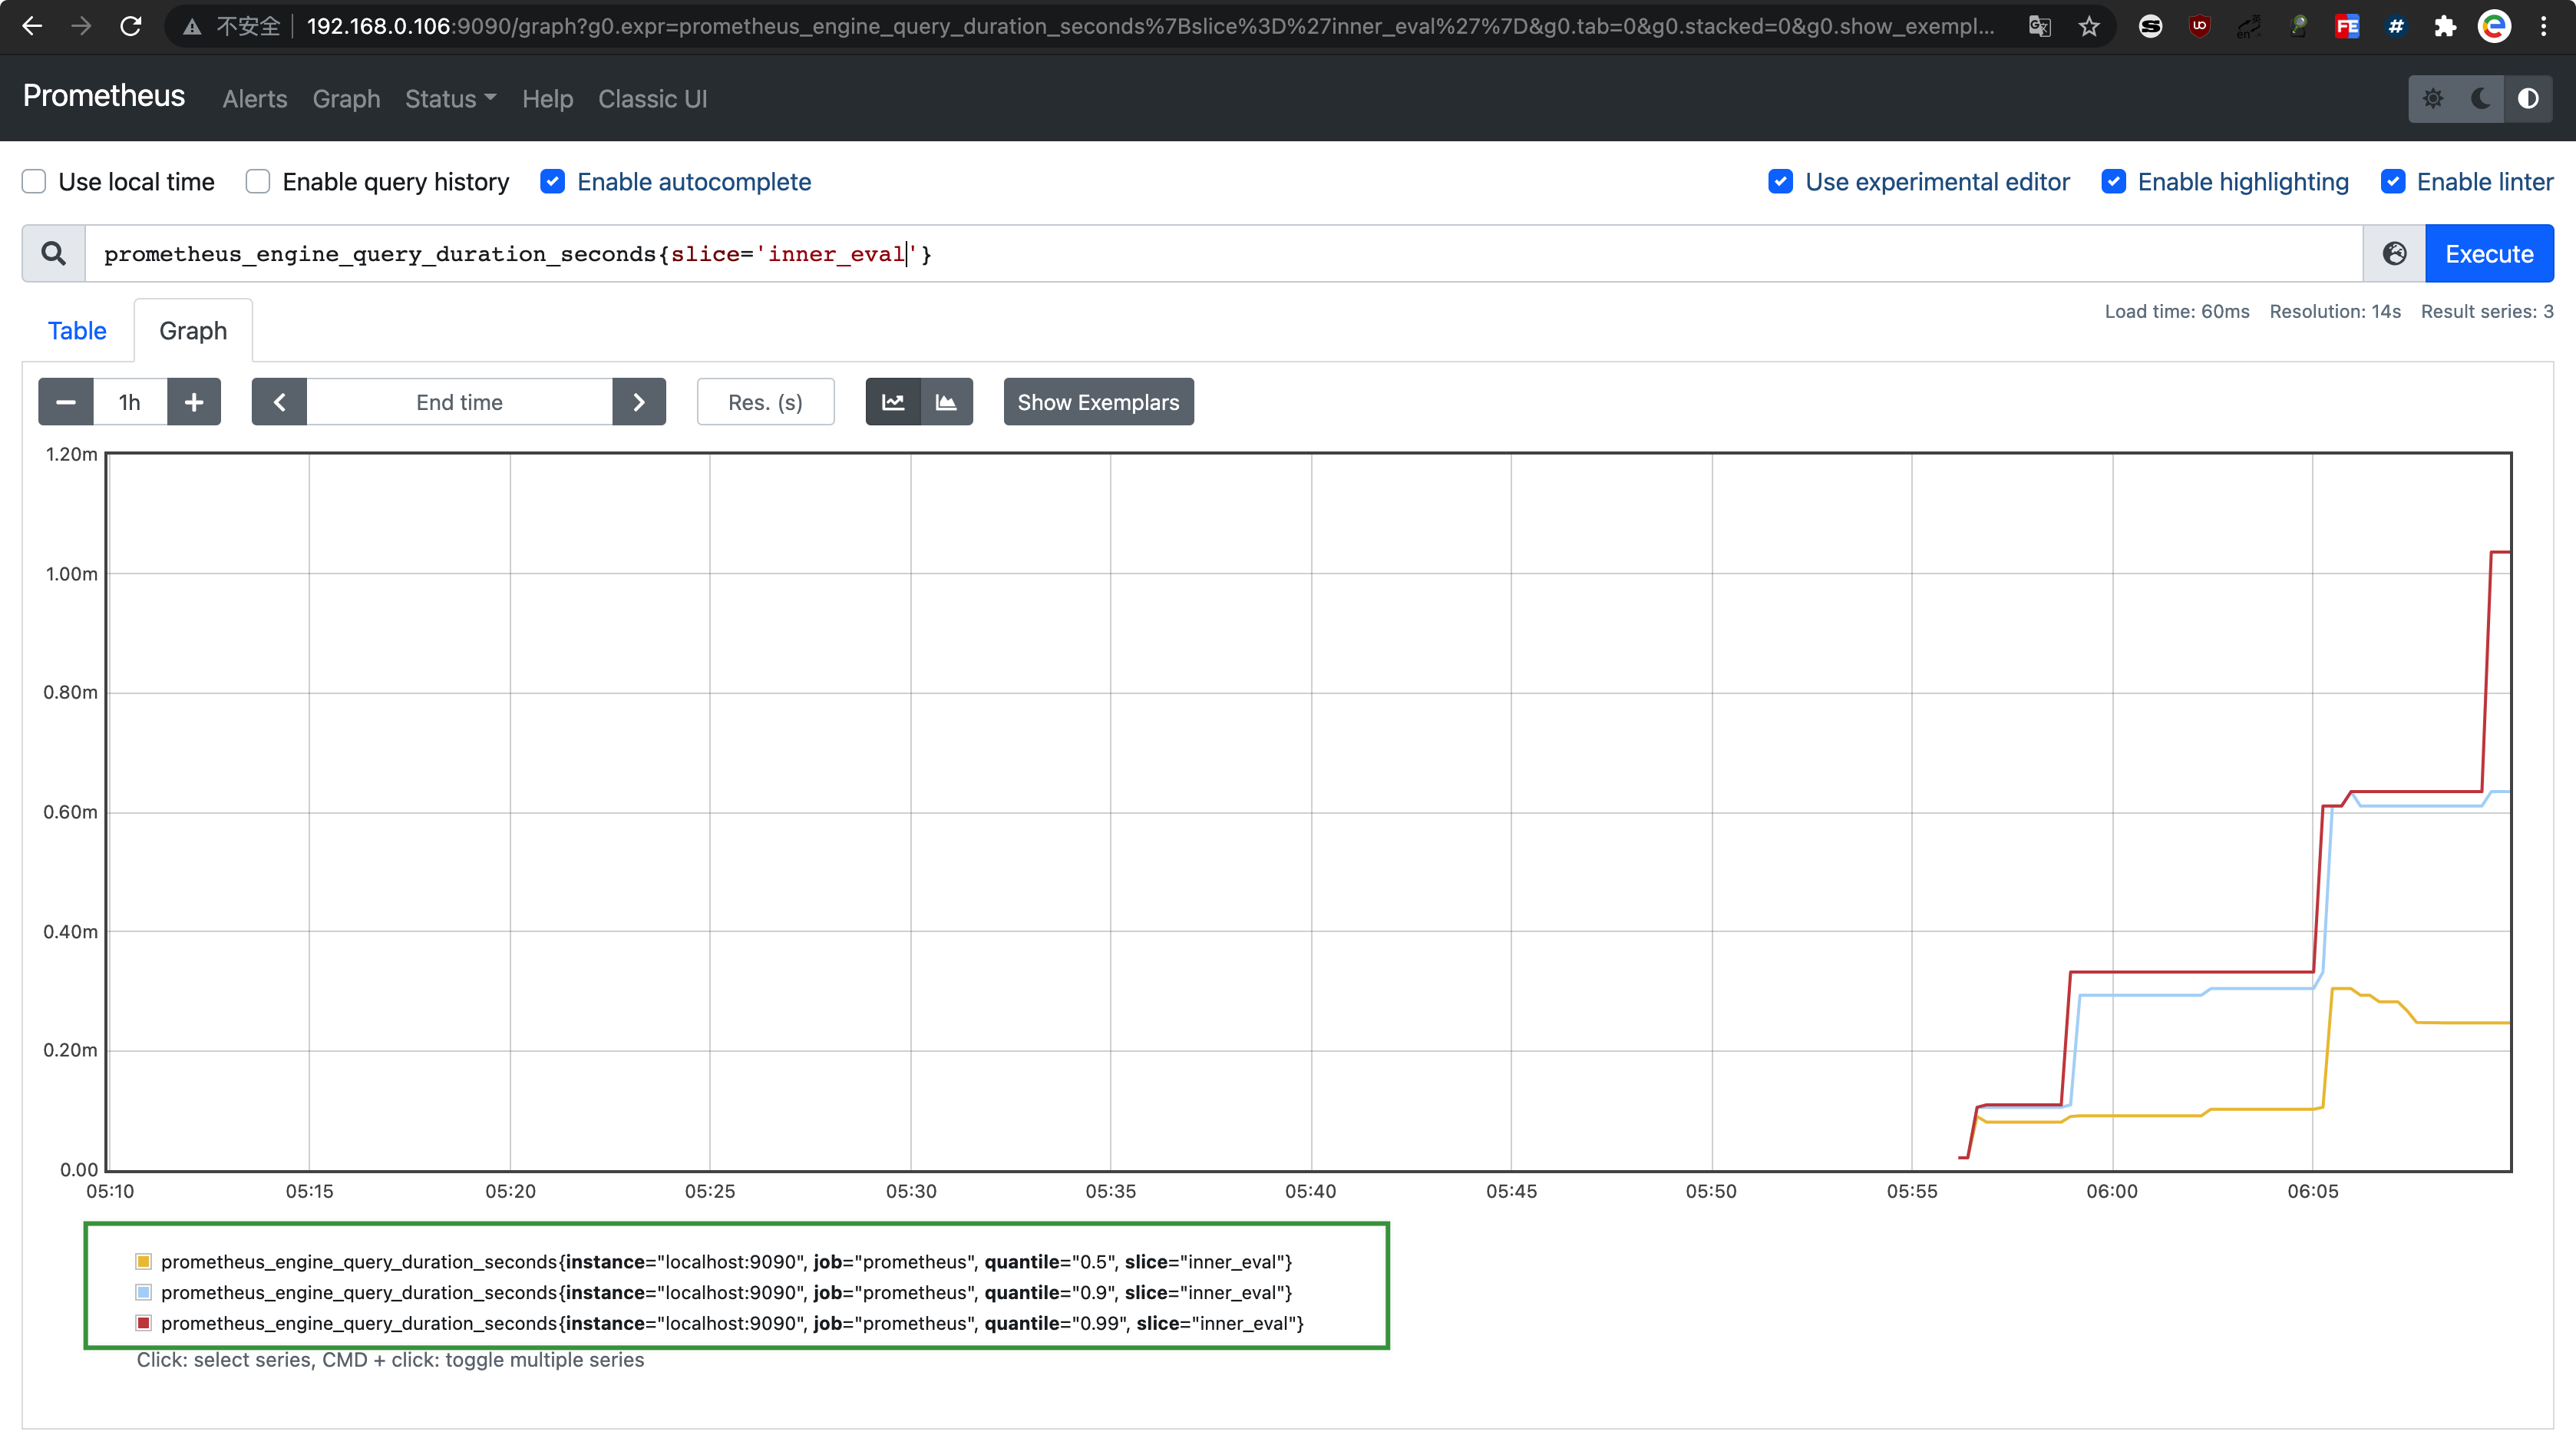 不安全 192.168.0.106:9090/graph?g0.expr=prometheus_engine_query_duration_seconds%7Bslice%3D%27inner_eval%27%7D&g0.tab=0&g0.stacked=0&g0.show_exempl...
Prometheus Alerts Graph Status Help Classic UI
Use local time Enable query history Enable autocomplete Use experimental editor Enable highlighting Enable linter
prometheus_engine_query_duration_seconds{slice='inner_eval'} Execute
Table Graph Load time: 60ms Resolution: 14s Result series: 3
1h End time Res. (s) Show Exemplars
1.20m
1.00m
0.80m
0.60m
0.40m
0.20m
0.00
05:10 05:15 05:20 05:25 05:30 05:35 05:40 05:45 05:50 05:55 06:00 06:05
prometheus_engine_query_duration_seconds{instance="localhost:9090", job="prometheus", quantile="0.5", slice="inner_eval"}
prometheus_engine_query_duration_seconds{instance="localhost:9090", job="prometheus", quantile="0.9", slice="inner_eval"}
prometheus_engine_query_duration_seconds{instance="localhost:9090", job="prometheus", quantile="0.99", slice="inner_eval"}
Click: select series, CMD + click: toggle multiple series